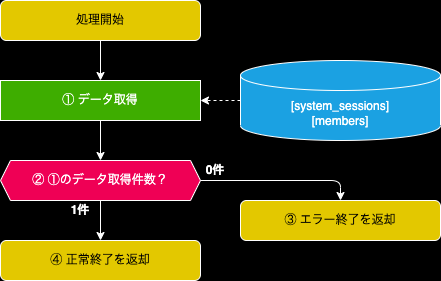 処理開始
① データ取得
[system_sessions]
[members]
② ①のデータ取得件数？
0件
1件
③ エラー終了を返却
④ 正常終了を返却